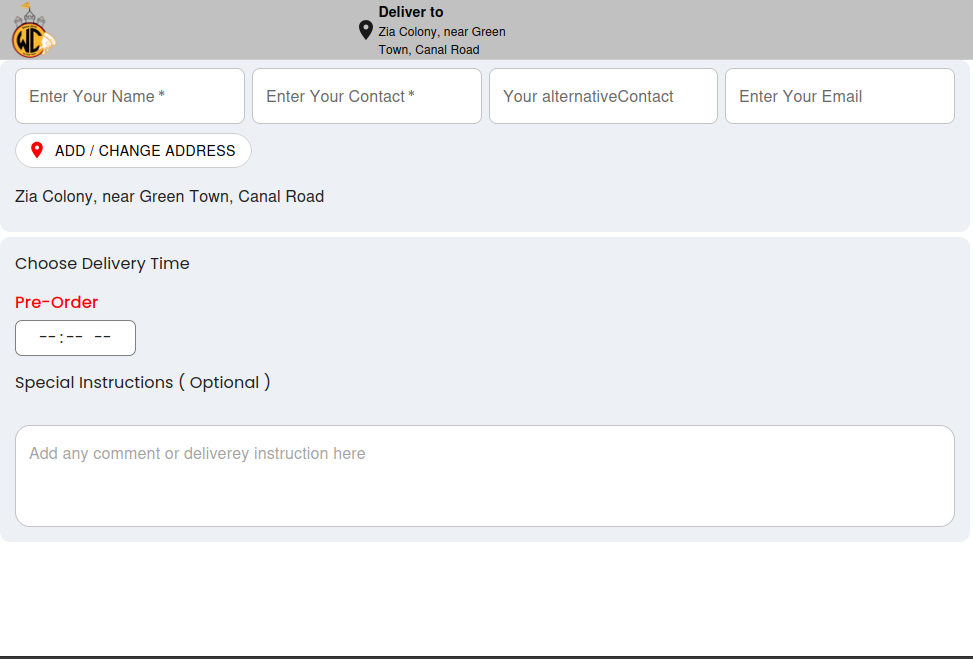 WC
Deliver to
Zia Colony, near Green
Town, Canal Road
Enter Your Name *
Enter Your Contact *
Your alternativeContact
Enter Your Email
ADD / CHANGE ADDRESS
Zia Colony, near Green Town, Canal Road
Choose Delivery Time
Pre-Order
--:-- --
Special Instructions ( Optional )
Add any comment or deliverey instruction here